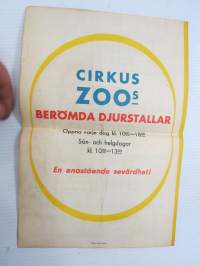 CIRKUS
ZOOs
BERÖMDA DJURSTALLAR
Öppna varje dag kl. 10⁰⁰—18⁰⁰
Sön- och helgdagar
kl. 10⁰⁰—13⁰⁰
En enastående sevärdhet!